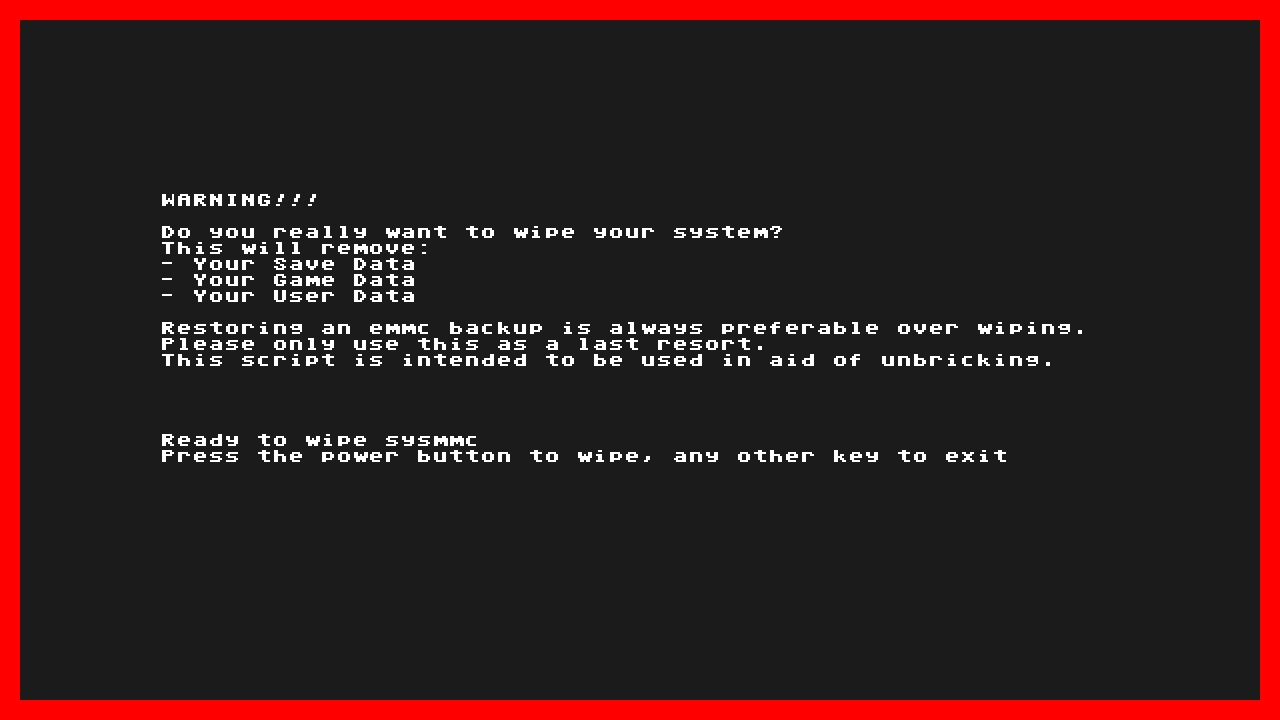 WARNING!!!
Do you really want to wipe your system?
This will remove:
- Your Save Data
- Your Game Data
- Your User Data
Restoring an emmc backup is always preferable over wiping.
Please only use this as a last resort.
This script is intended to be used in aid of unbricking.
Ready to wipe sysmmc
Press the power button to wipe, any other key to exit